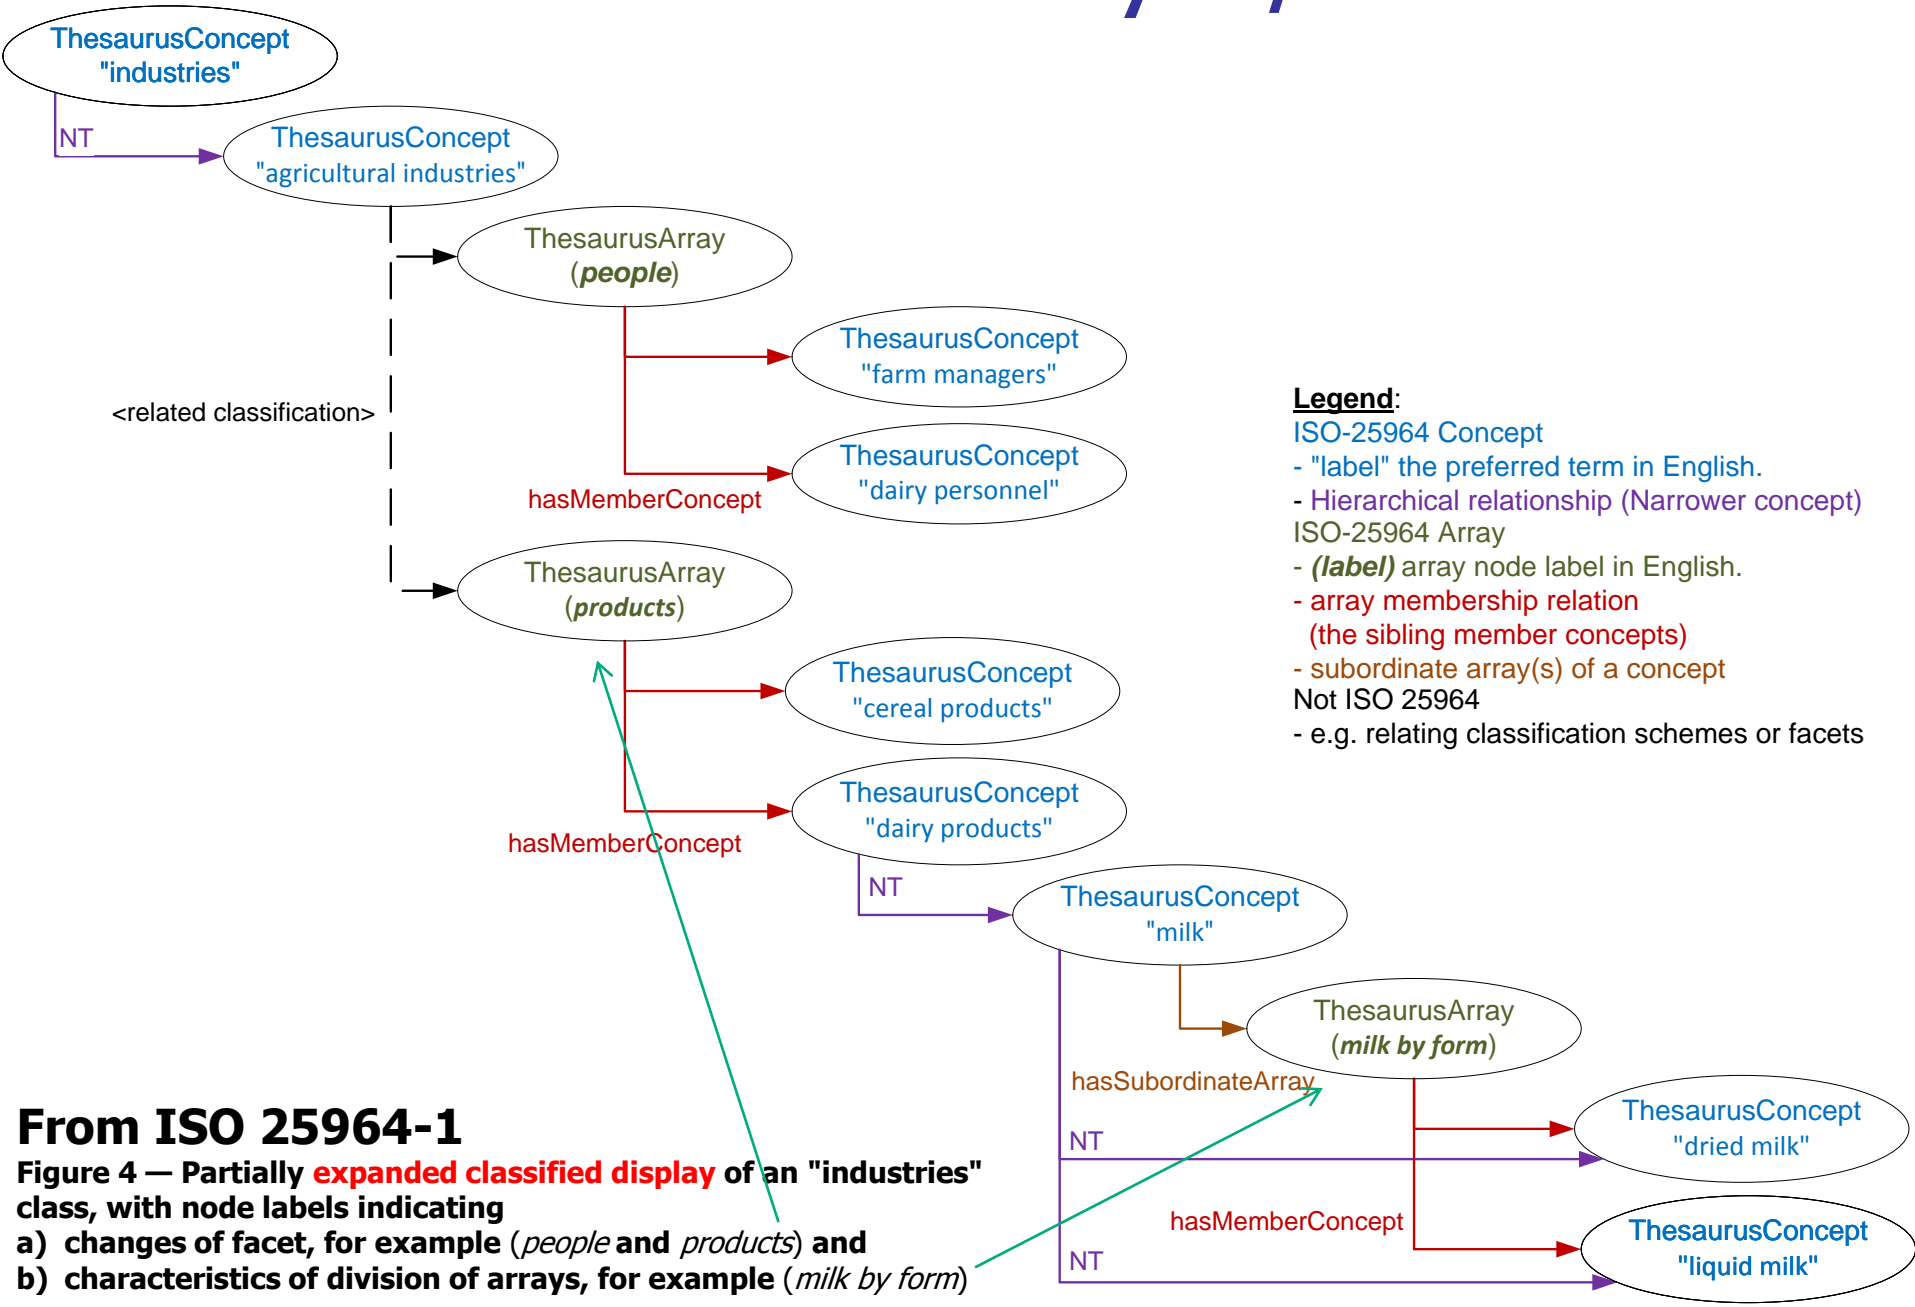 ThesaurusConcept
"industries"
NT
ThesaurusConcept
"agricultural industries"
ThesaurusArray
(people)
ThesaurusConcept
"farm managers"
<related classification>
ThesaurusConcept
"dairy personnel"
hasMemberConcept
ThesaurusArray
(products)
ThesaurusConcept
"cereal products"
ThesaurusConcept
"dairy products"
hasMemberConcept
NT
ThesaurusConcept
"milk"
ThesaurusArray
(milk by form)
hasSubordinateArray
NT
ThesaurusConcept
"dried milk"
hasMemberConcept
NT
ThesaurusConcept
"liquid milk"
Legend:
ISO-25964 Concept
- "label" the preferred term in English.
- Hierarchical relationship (Narrower concept)
ISO-25964 Array
- (label) array node label in English.
- array membership relation
(the sibling member concepts)
- subordinate array(s) of a concept
Not ISO 25964
- e.g. relating classification schemes or facets
From ISO 25964-1
Figure 4 — Partially expanded classified display of an "industries"
class, with node labels indicating
a) changes of facet, for example (people and products) and
b) characteristics of division of arrays, for example (milk by form)